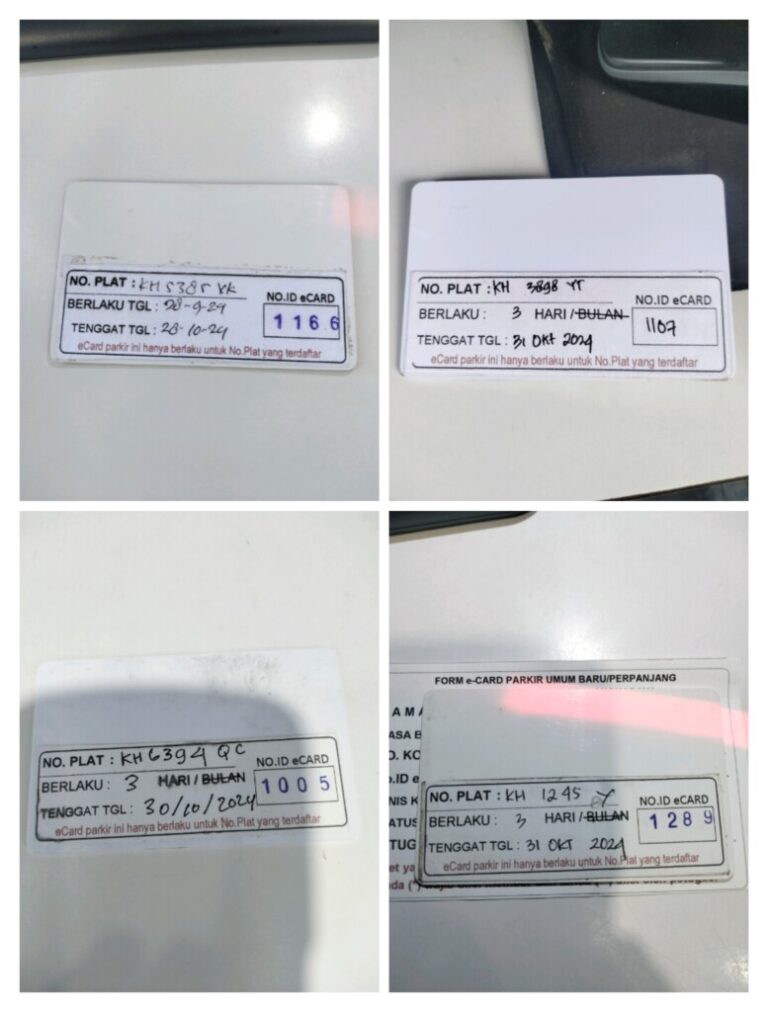 NO. PLAT : KH 5385 YK
BERLAKU TGL : 28-9-24
NO.ID eCARD
1166
TENGGAT TGL : 28-10-24
eCard parkir ini hanya berlaku untuk No.Plat yang terdaftar
NO. PLAT : KH 3898 YT
BERLAKU : 3 HARI / BULAN
NO.ID eCARD
1107
TENGGAT TGL : 31 OKT 2024
eCard parkir ini hanya berlaku untuk No.Plat yang terdaftar
NO. PLAT : KH 6394 QC
BERLAKU : 3 HARI / BULAN
NO.ID eCARD
1005
TENGGAT TGL : 30/10/2024
eCard parkir ini hanya berlaku untuk No.Plat yang terdaftar
FORM e-CARD PARKIR UMUM BARU/PERPANJANG
NO. PLAT : KH 1245 Y
BERLAKU : 3 HARI / BULAN
NO.ID eCARD
1289
TENGGAT TGL : 31 OKT 2024
eCard parkir ini hanya berlaku untuk No.Plat yang terdaftar